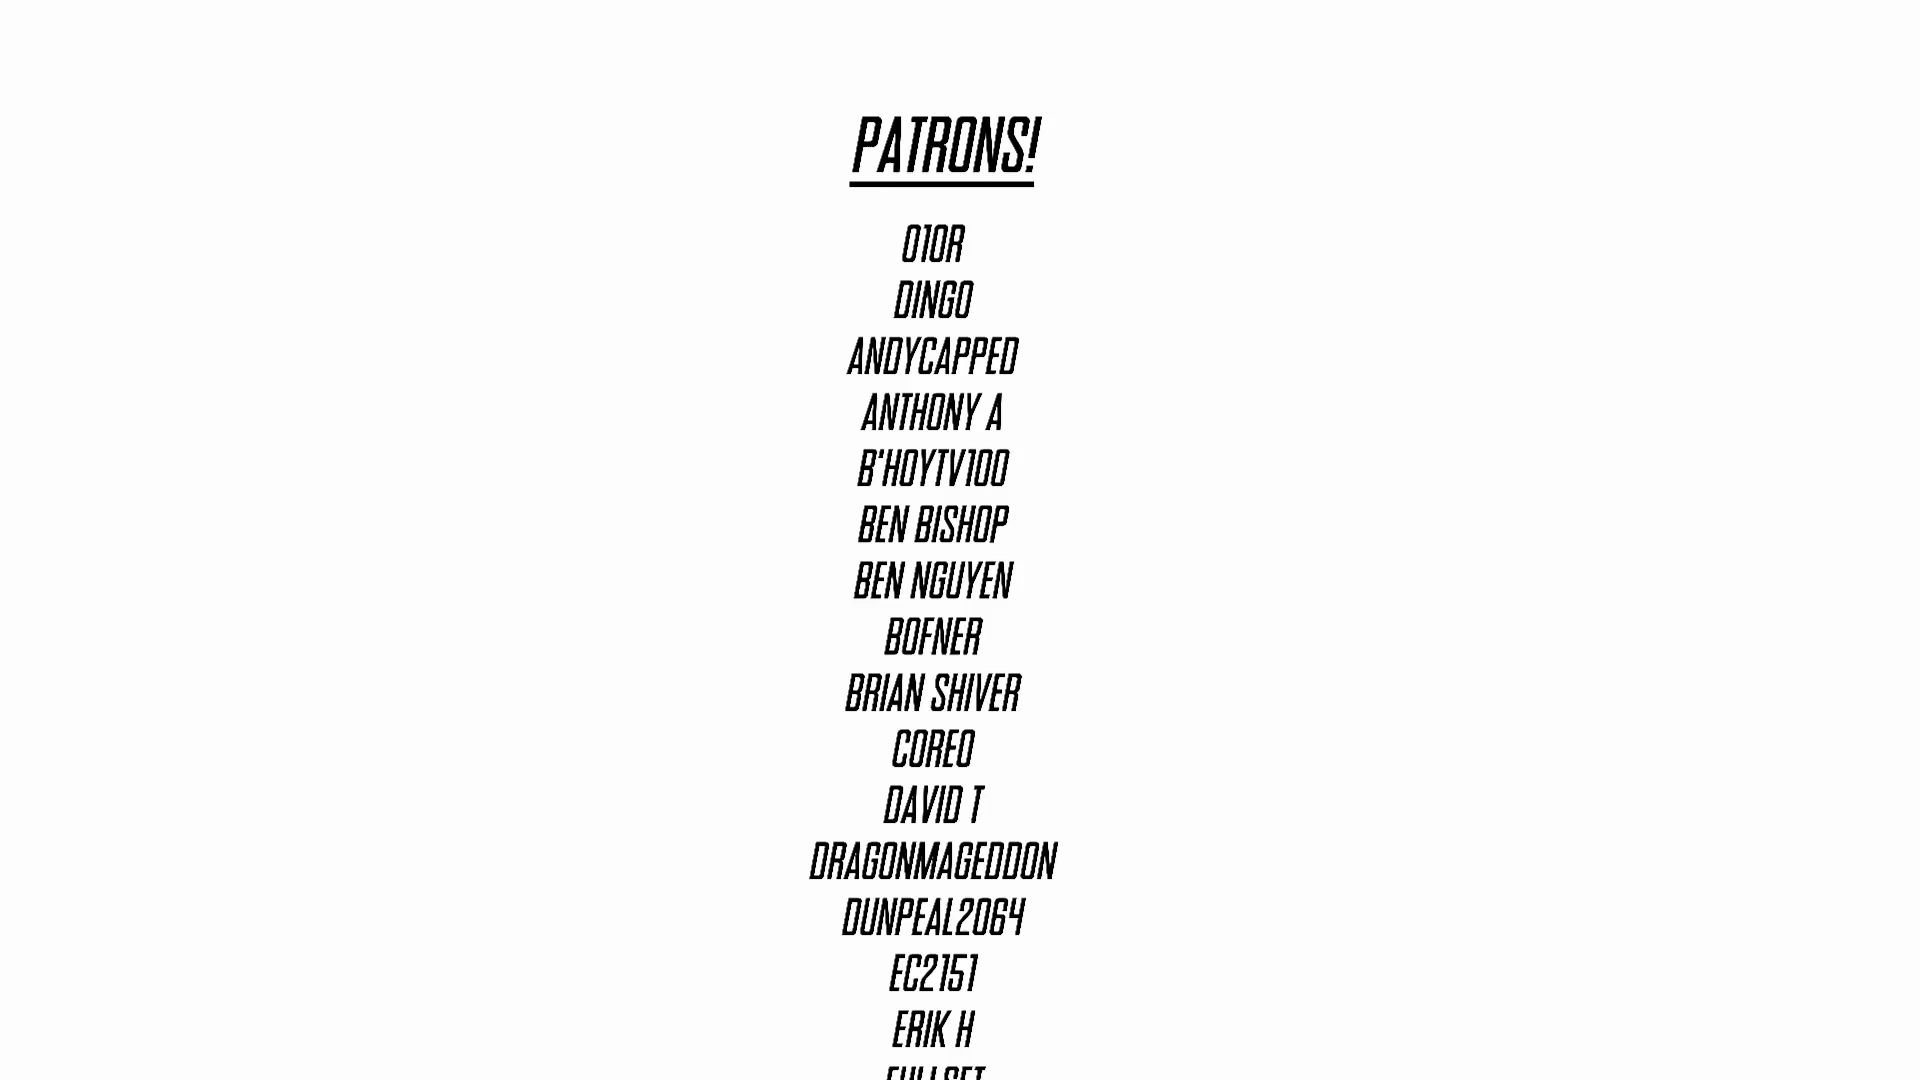 PATRONS!
010R
DINGO
ANDYCAPPED
ANTHONY A
B'HOYTV100
BEN BISHOP
BEN NGUYEN
BOFNER
BRIAN SHIVER
COREO
DAVID T
DRAGONMAGEDDON
DUNPEAL2064
EC2151
ERIK H